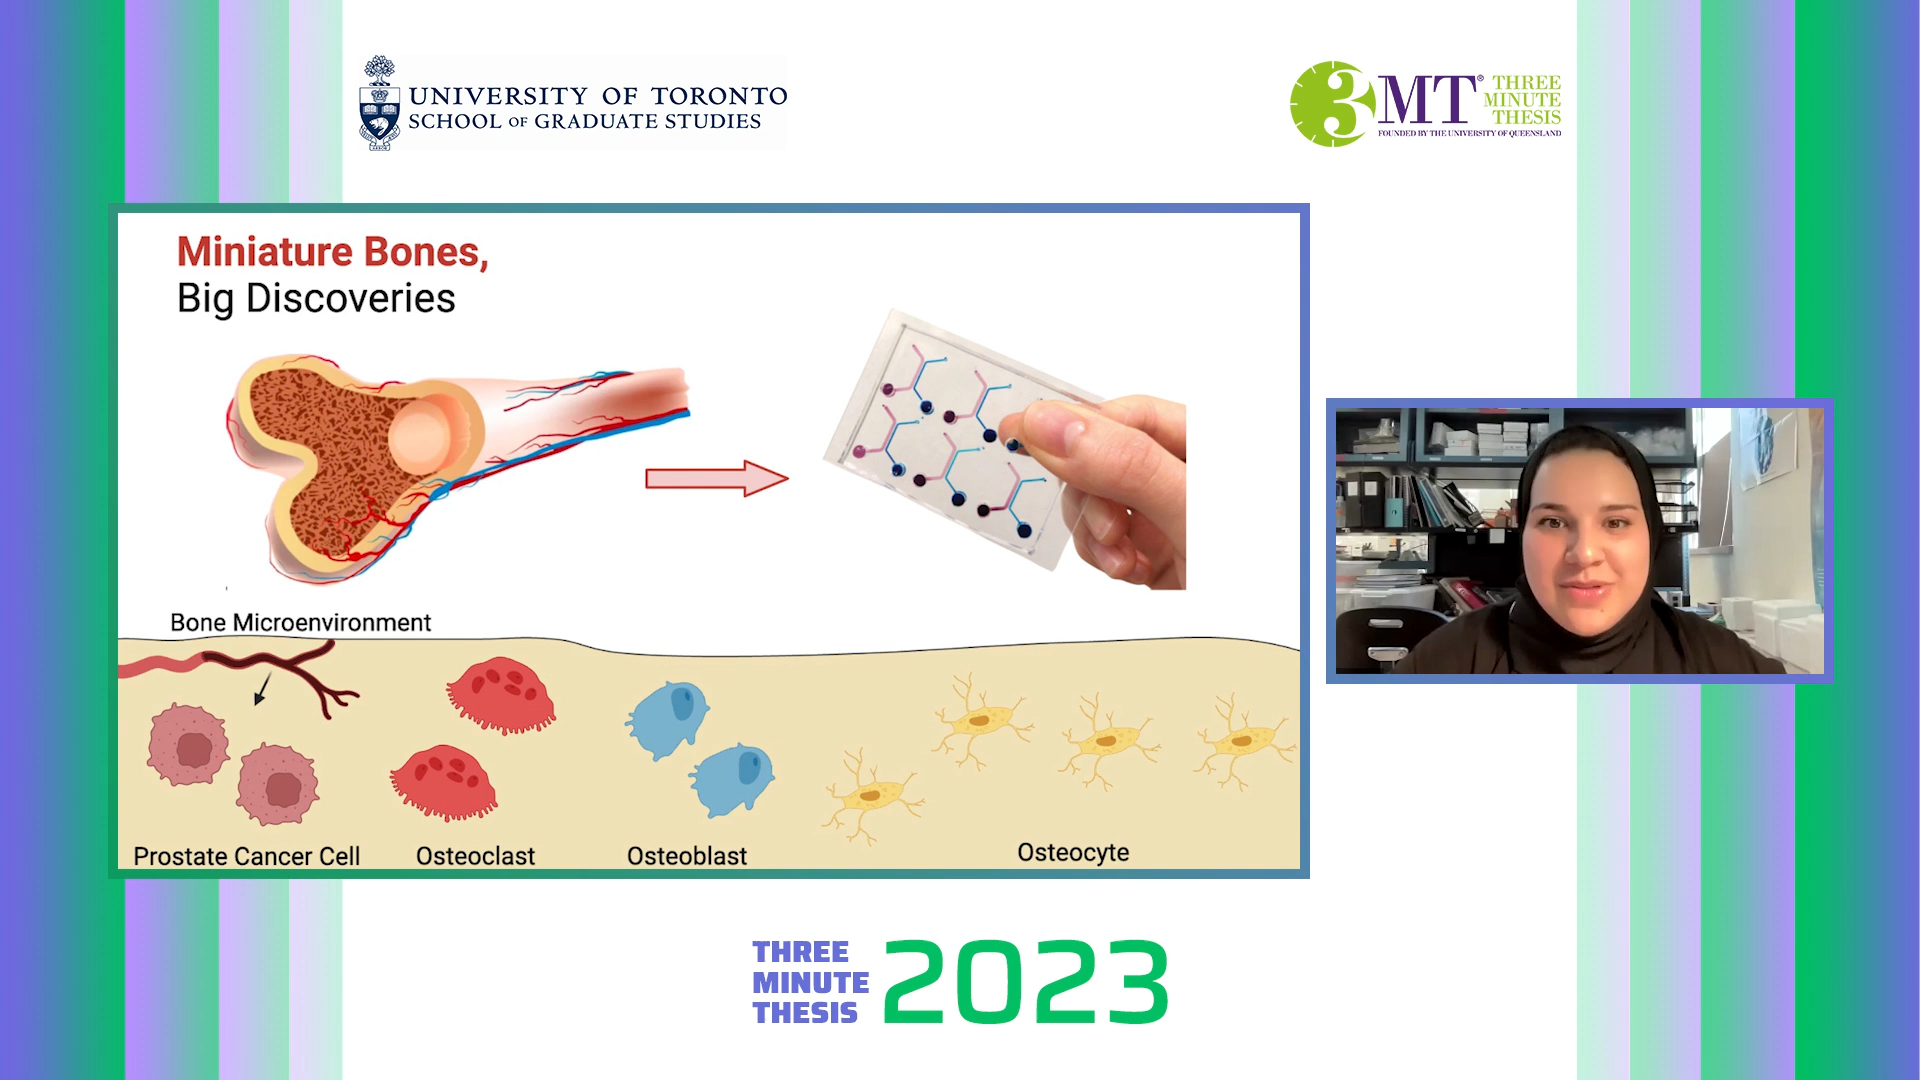 UNIVERSITY OF TORONTO
SCHOOL OF GRADUATE STUDIES
3MT® THREE
MINUTE
THESIS
FOUNDED BY THE UNIVERSITY OF QUEENSLAND
Miniature Bones,
Big Discoveries
Bone Microenvironment
Prostate Cancer Cell
Osteoclast
Osteoblast
Osteocyte
THREE
MINUTE
THESIS
2023